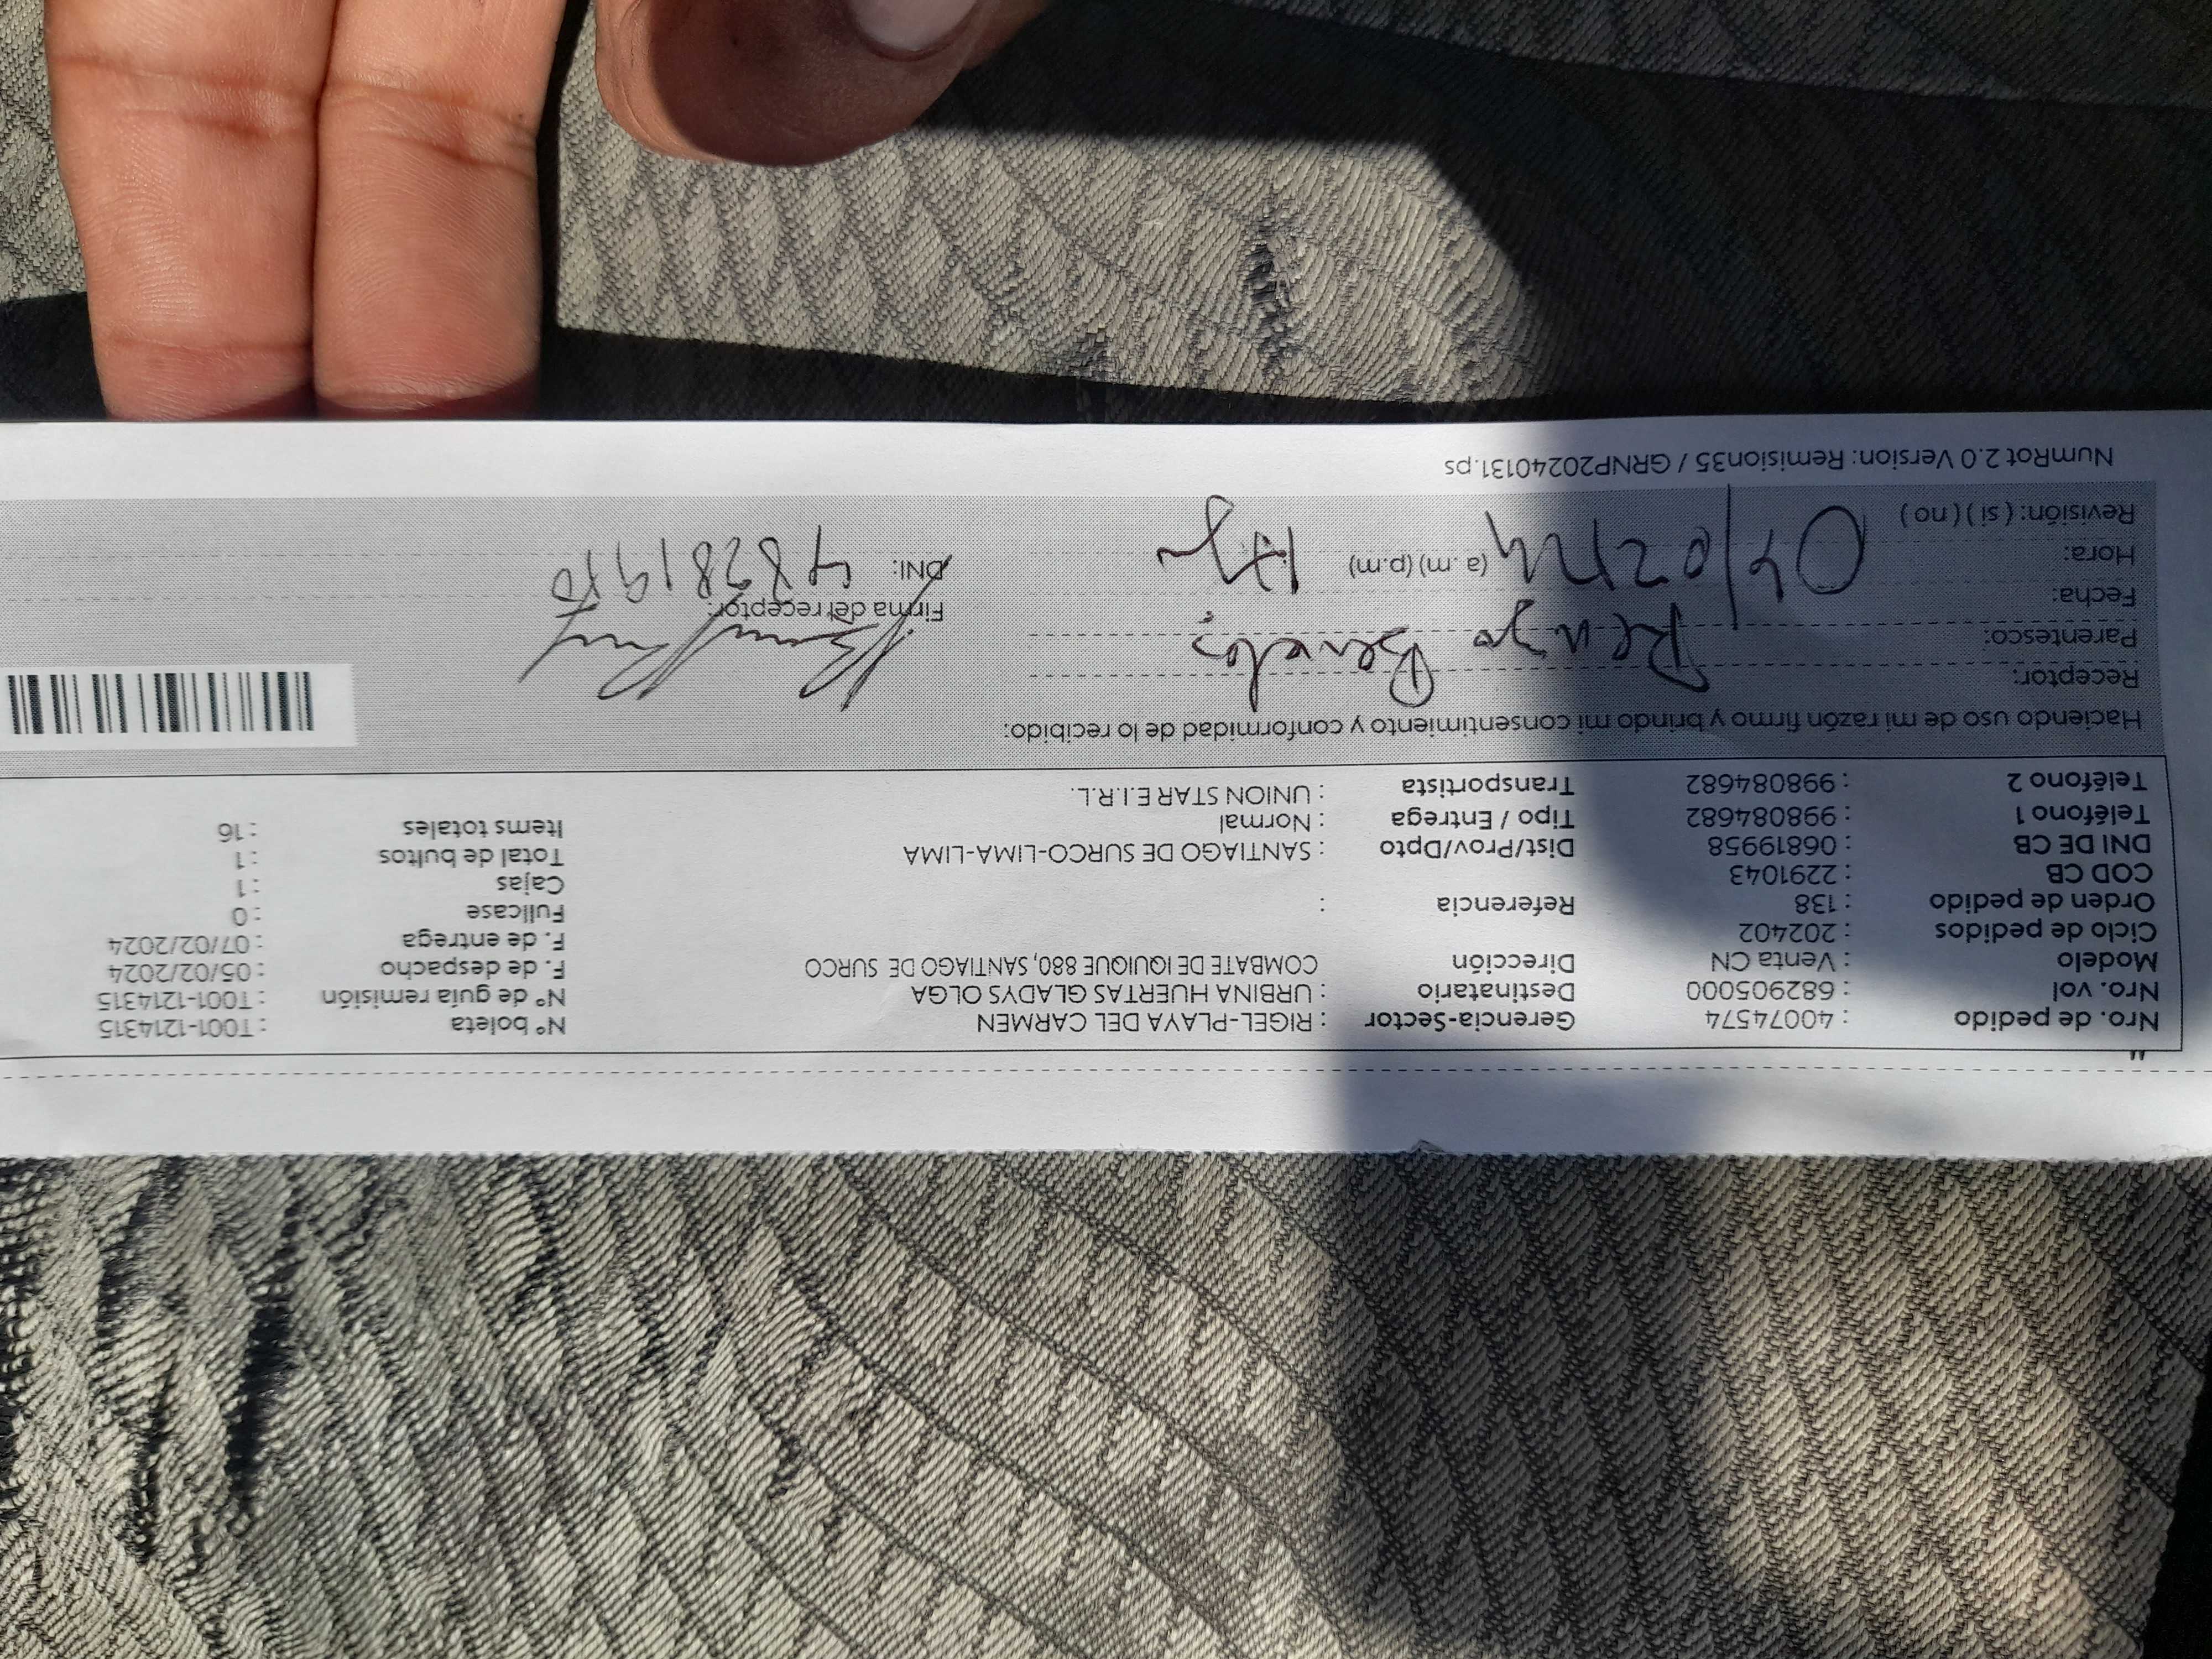 "
Nro. de pedido : 40074574 Gerencia-Sector : RIGEL-PLAYA DEL CARMEN N° boleta : T001-1214315
Nro. vol : 682905000 Destinatario : URBINA HUERTAS GLADYS OLGA N° de guía remisión : T001-1214315
Modelo : Venta CN Dirección COMBATE DE IQUIQUE 880, SANTIAGO DE SURCO F. de despacho : 05/02/2024
Ciclo de pedidos : 202402 F. de entrega : 07/02/2024
Orden de pedido : 138 Referencia : Fullcase : 0
COD CB : 2291043 Cajas : 1
DNI DE CB : 06819958 Dist/Prov/Dpto : SANTIAGO DE SURCO-LIMA-LIMA Total de bultos : 1
Teléfono 1 : 998084682 Tipo / Entrega : Normal Items totales : 16
Teléfono 2 : 998084682 Transportista : UNION STAR E.I.R.L.
Haciendo uso de mi razón firmo y brindo mi consentimiento y conformidad de lo recibido:
Receptor:
Parentesco: Renzo
Fecha: Firma del receptor:
Hora: (a. m) (p.m) DNI:
Revisión: ( si ) ( no )
NumRot 2.0 Version: Remision35 / GRNP20240131.ps